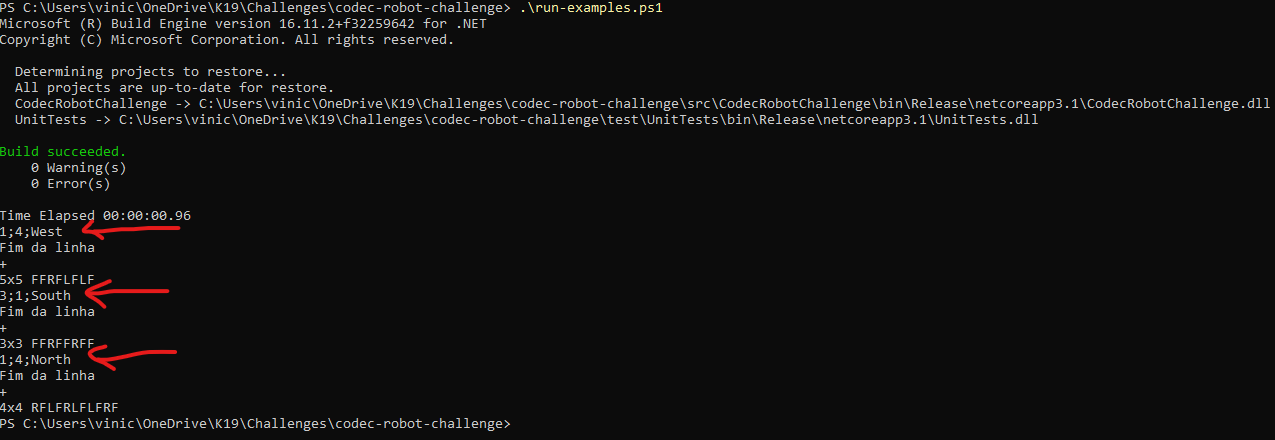 PS C:\Users\vinic\OneDrive\K19\Challenges\codec-robot-challenge> .\run-examples.ps1
Microsoft (R) Build Engine version 16.11.2+f32259642 for .NET
Copyright (C) Microsoft Corporation. All rights reserved.
Determining projects to restore...
All projects are up-to-date for restore.
CodecRobotChallenge -> C:\Users\vinic\OneDrive\K19\Challenges\codec-robot-challenge\src\CodecRobotChallenge\bin\Release\netcoreapp3.1\CodecRobotChallenge.dll
UnitTests -> C:\Users\vinic\OneDrive\K19\Challenges\codec-robot-challenge\test\UnitTests\bin\Release\netcoreapp3.1\UnitTests.dll
Build succeeded.
0 Warning(s)
0 Error(s)
Time Elapsed 00:00:00.96
1;4;West
Fim da linha
+
5x5 FFRFLFLF
3;1;South
Fim da linha
+
3x3 FFRFFRFF
1;4;North
Fim da linha
+
4x4 RFLFRLFLFRF
PS C:\Users\vinic\OneDrive\K19\Challenges\codec-robot-challenge>